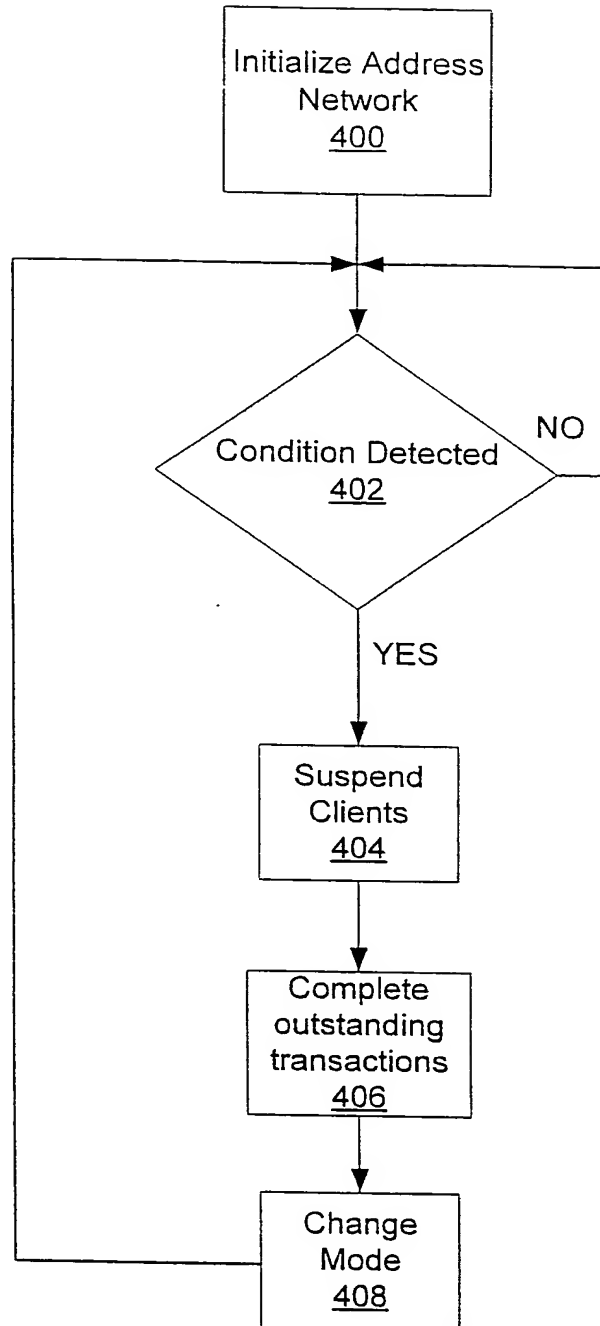 Initialize Address
Network
400
Condition Detected
402
NO
YES
Suspend
Clients
404
Complete
outstanding
transactions
406
Change
Mode
408